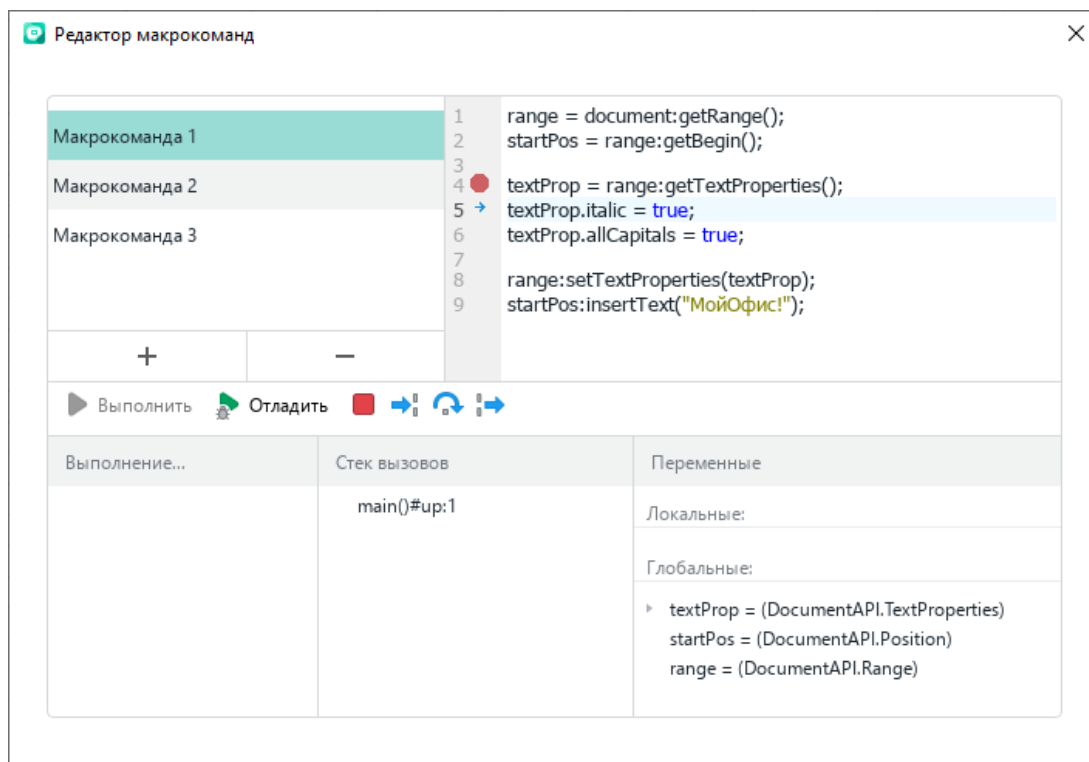 Редактор макрокоманд
Макрокоманда 1
Макрокоманда 2
Макрокоманда 3
+
−
1 range = document:getRange();
2 startPos = range:getBegin();
3
4 textProp = range:getTextProperties();
5 textProp.italic = true;
6 textProp.allCapitals = true;
7
8 range:setTextProperties(textProp);
9 startPos:insertText("МойОфис!");
Выполнить Отладить
Выполнение...
Стек вызовов
main()#up:1
Переменные
Локальные:
Глобальные:
textProp = (DocumentAPI.TextProperties)
startPos = (DocumentAPI.Position)
range = (DocumentAPI.Range)